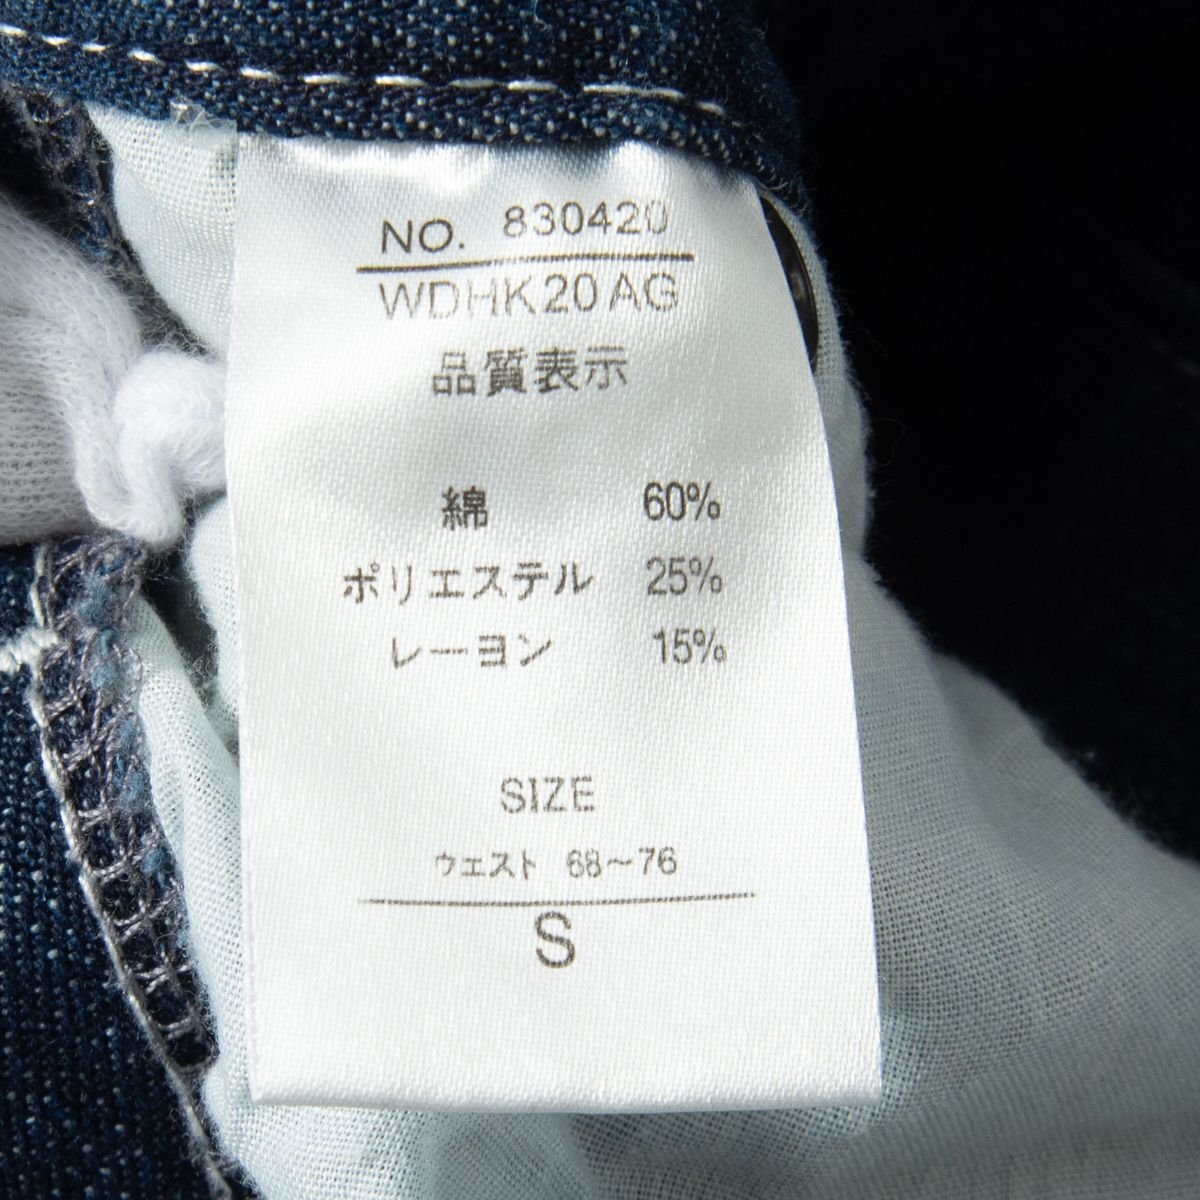 NO. 830420
WDHK20AG
品質表示
綿 60%
ポリエステル 25%
レーヨン 15%
SIZE
ウエスト 68～76
S